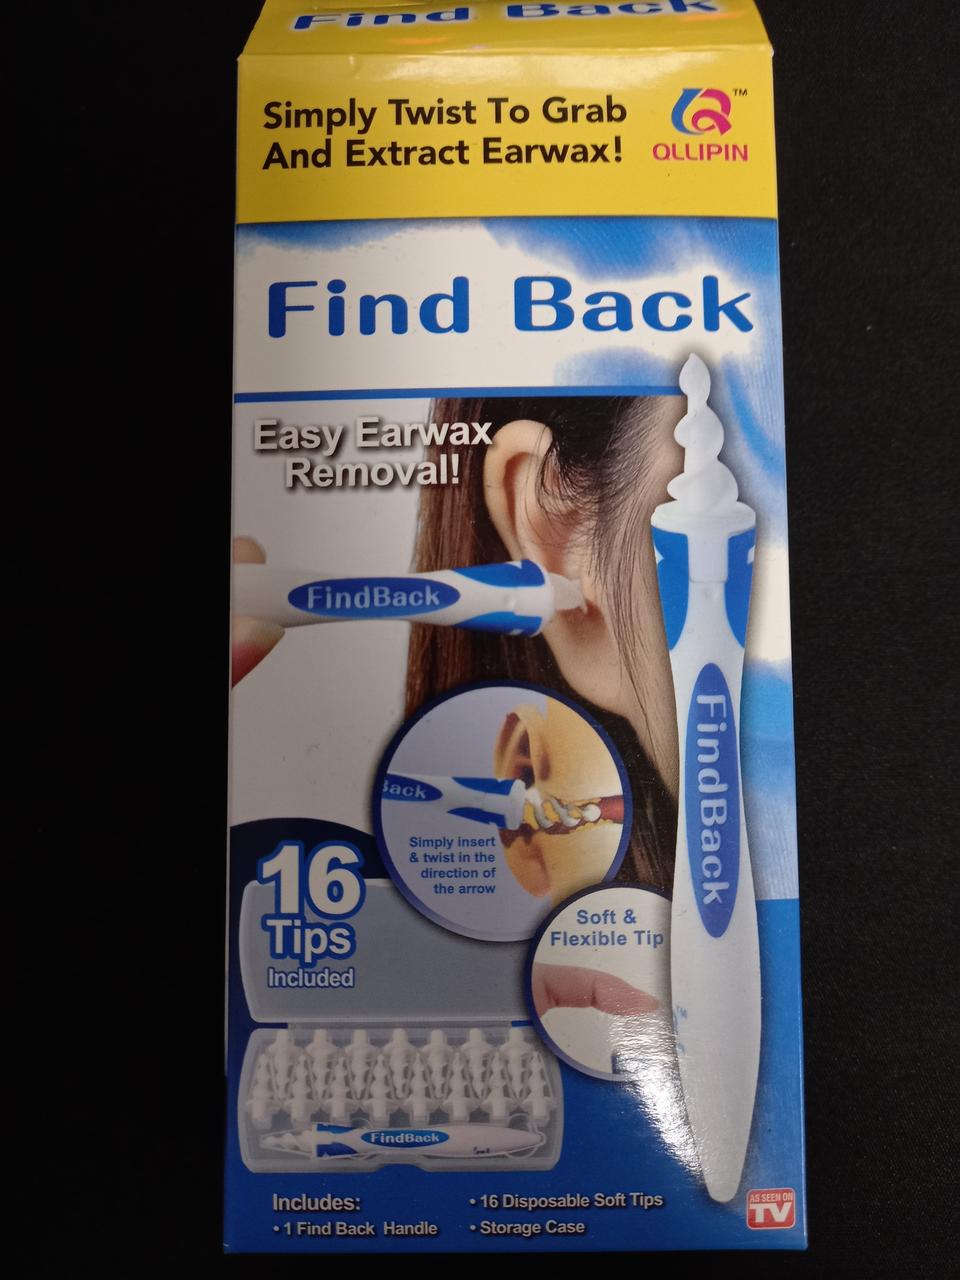 Find Back
Simply Twist To Grab
And Extract Earwax!
TM
QLLIPIN
Find Back
Easy Earwax
Removal!
FindBack
FindBack
Back
Simply insert
& twist in the
direction of
the arrow
16
Tips
Included
Soft &
Flexible Tip
TM
FindBack
Includes:
• 1 Find Back Handle
• 16 Disposable Soft Tips
• Storage Case
AS SEEN ON
TV